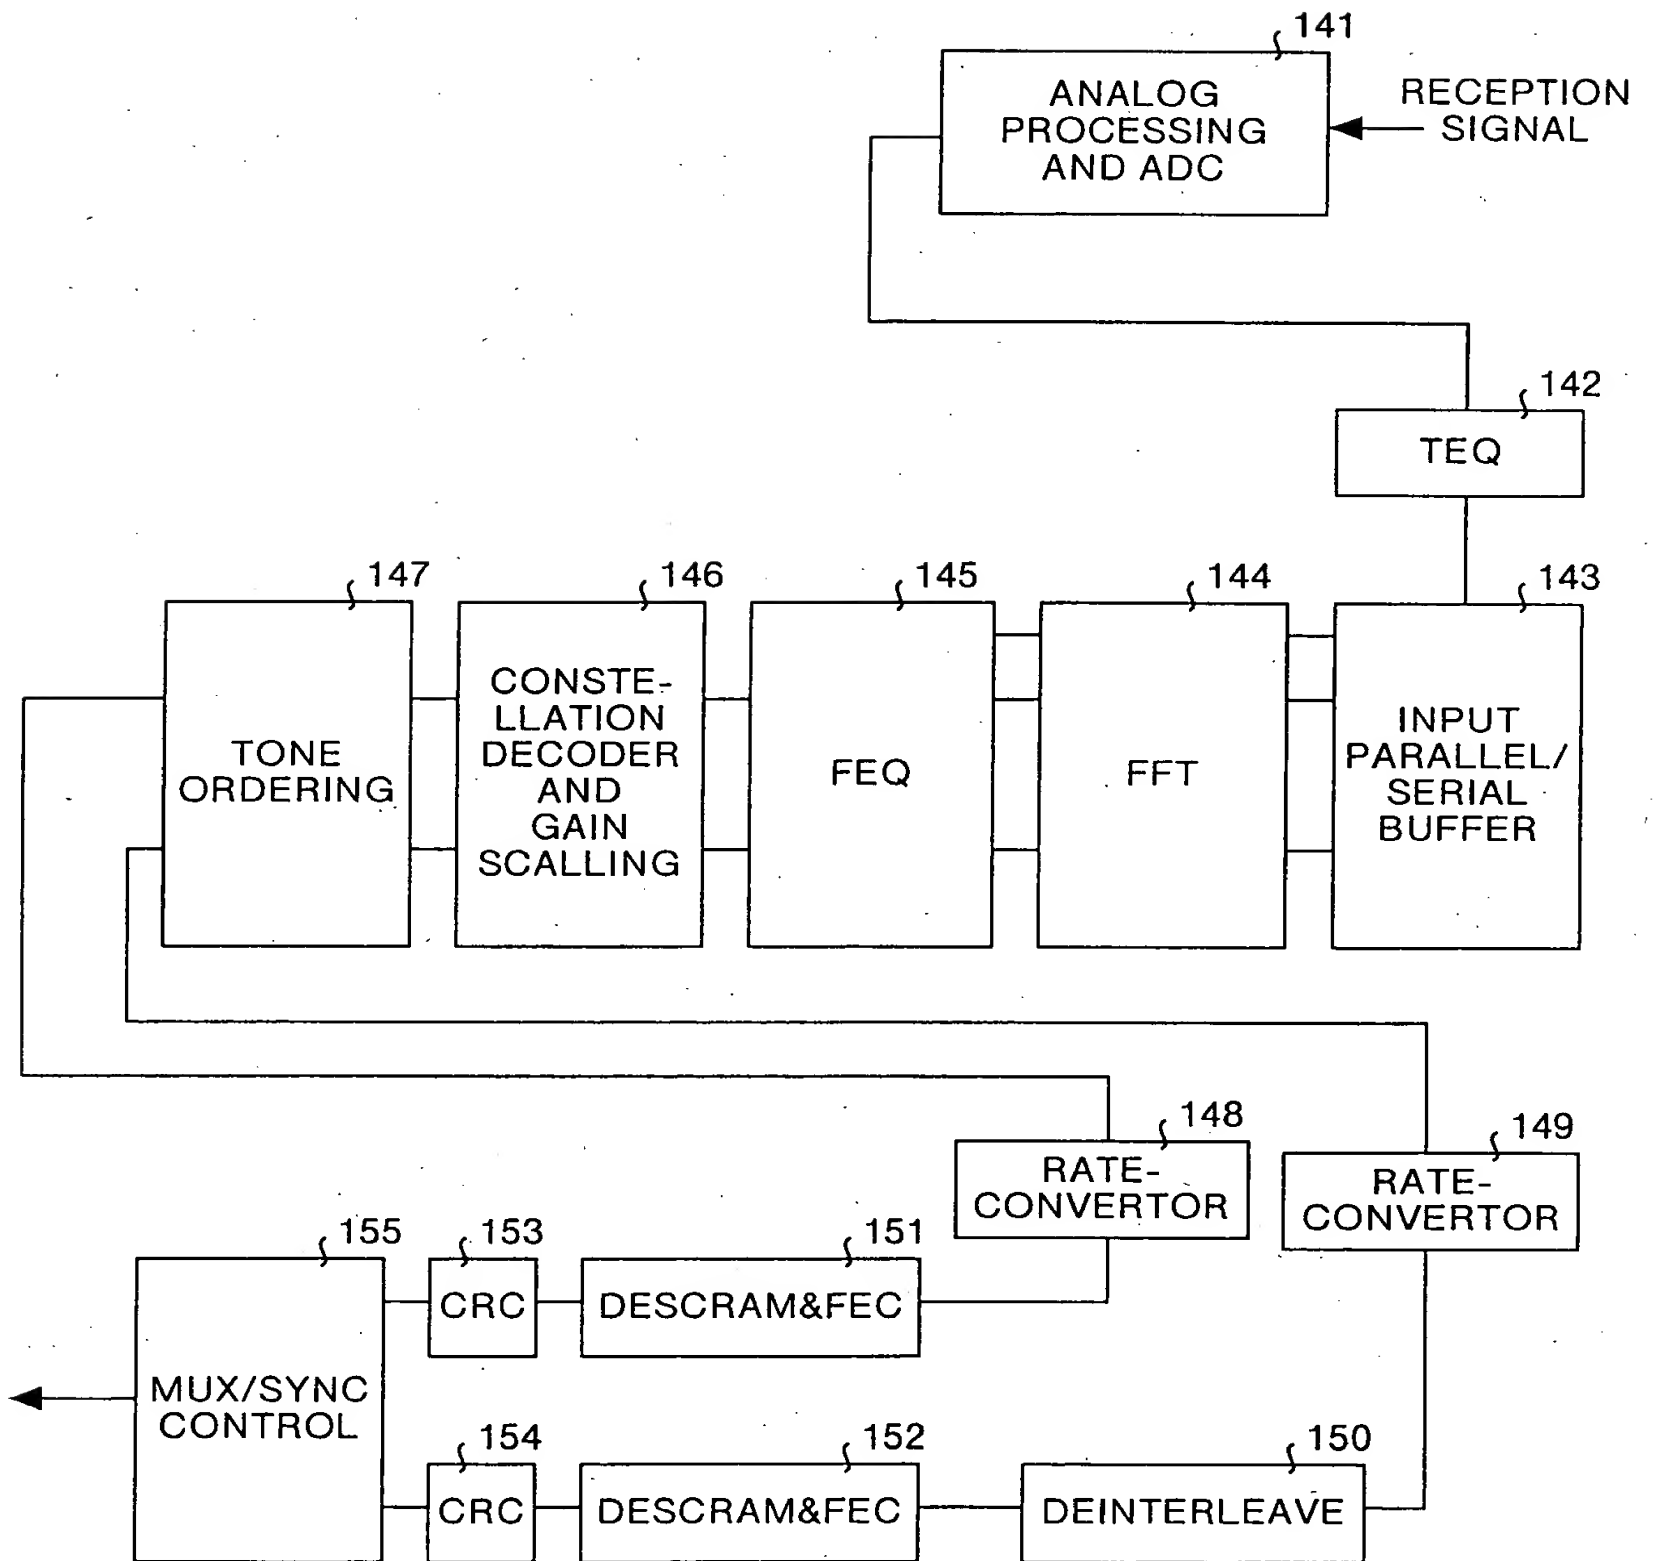 141
ANALOG
PROCESSING
AND ADC
RECEPTION
SIGNAL
142
TEQ
147
146
145
144
143
TONE
ORDERING
CONSTE-
LLATION
DECODER
AND
GAIN
SCALLING
FEQ
FFT
INPUT
PARALLEL/
SERIAL
BUFFER
148
RATE-
CONVERTOR
149
RATE-
CONVERTOR
155
153
151
MUX/SYNC
CONTROL
CRC
DESCRAM&FEC
154
152
150
CRC
DESCRAM&FEC
DEINTERLEAVE